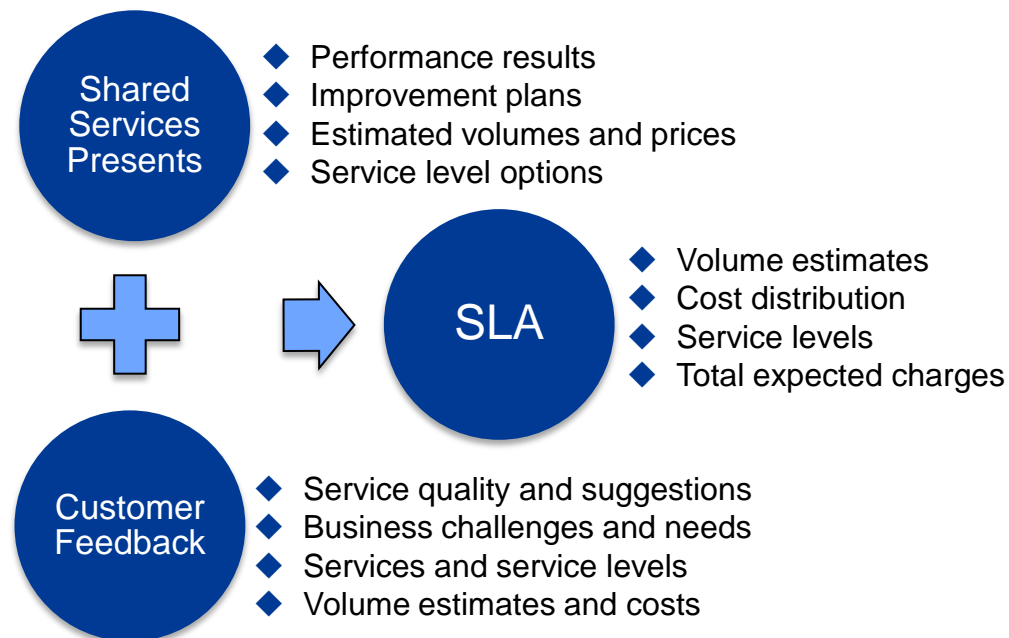 Shared
Services
Presents
Performance results
Improvement plans
Estimated volumes and prices
Service level options
SLA
Volume estimates
Cost distribution
Service levels
Total expected charges
Customer
Feedback
Service quality and suggestions
Business challenges and needs
Services and service levels
Volume estimates and costs